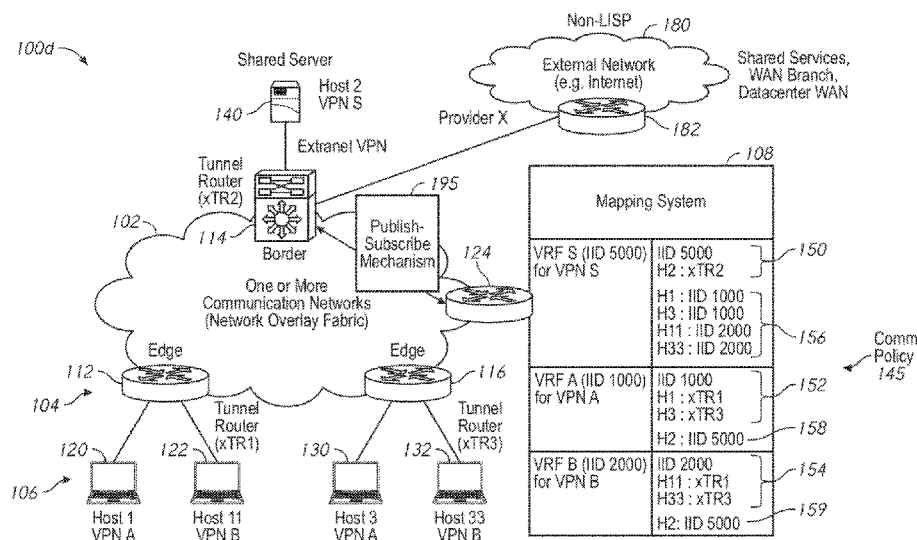 100d
Non-LISP
180
Shared Server
Host 2
VPN S
140
External Network
(e.g. Internet)
Shared Services,
WAN Branch,
Datacenter WAN
Provider X
182
Extranel VPN
Tunnel
Router
(xTR2)
195
108
102
114
Border
Publish-
Subscribe
Mechanism
124
One or More
Communication Networks
(Network Overlay Fabric)
Mapping System
VRF S (IID 5000)
for VPN S
IID 5000
H2 : xTR2
150
H1 : IID 1000
H3 : IID 1000
H11 : IID 2000
H33 : IID 2000
156
Comm
Policy
145
VRF A (IID 1000)
for VPN A
IID 1000
H1 : xTR1
H3 : xTR3
152
H2 : IID 5000
158
VRF B (IID 2000)
for VPN B
IID 2000
H11 : xTR1
H33 : xTR3
154
H2: IID 5000
159
Edge
Edge
112
116
104
Tunnel
Router
(xTR1)
Tunnel
Router
(xTR3)
120
122
130
132
106
Host 1
VPN A
Host 11
VPN B
Host 3
VPN A
Host 33
VPN B